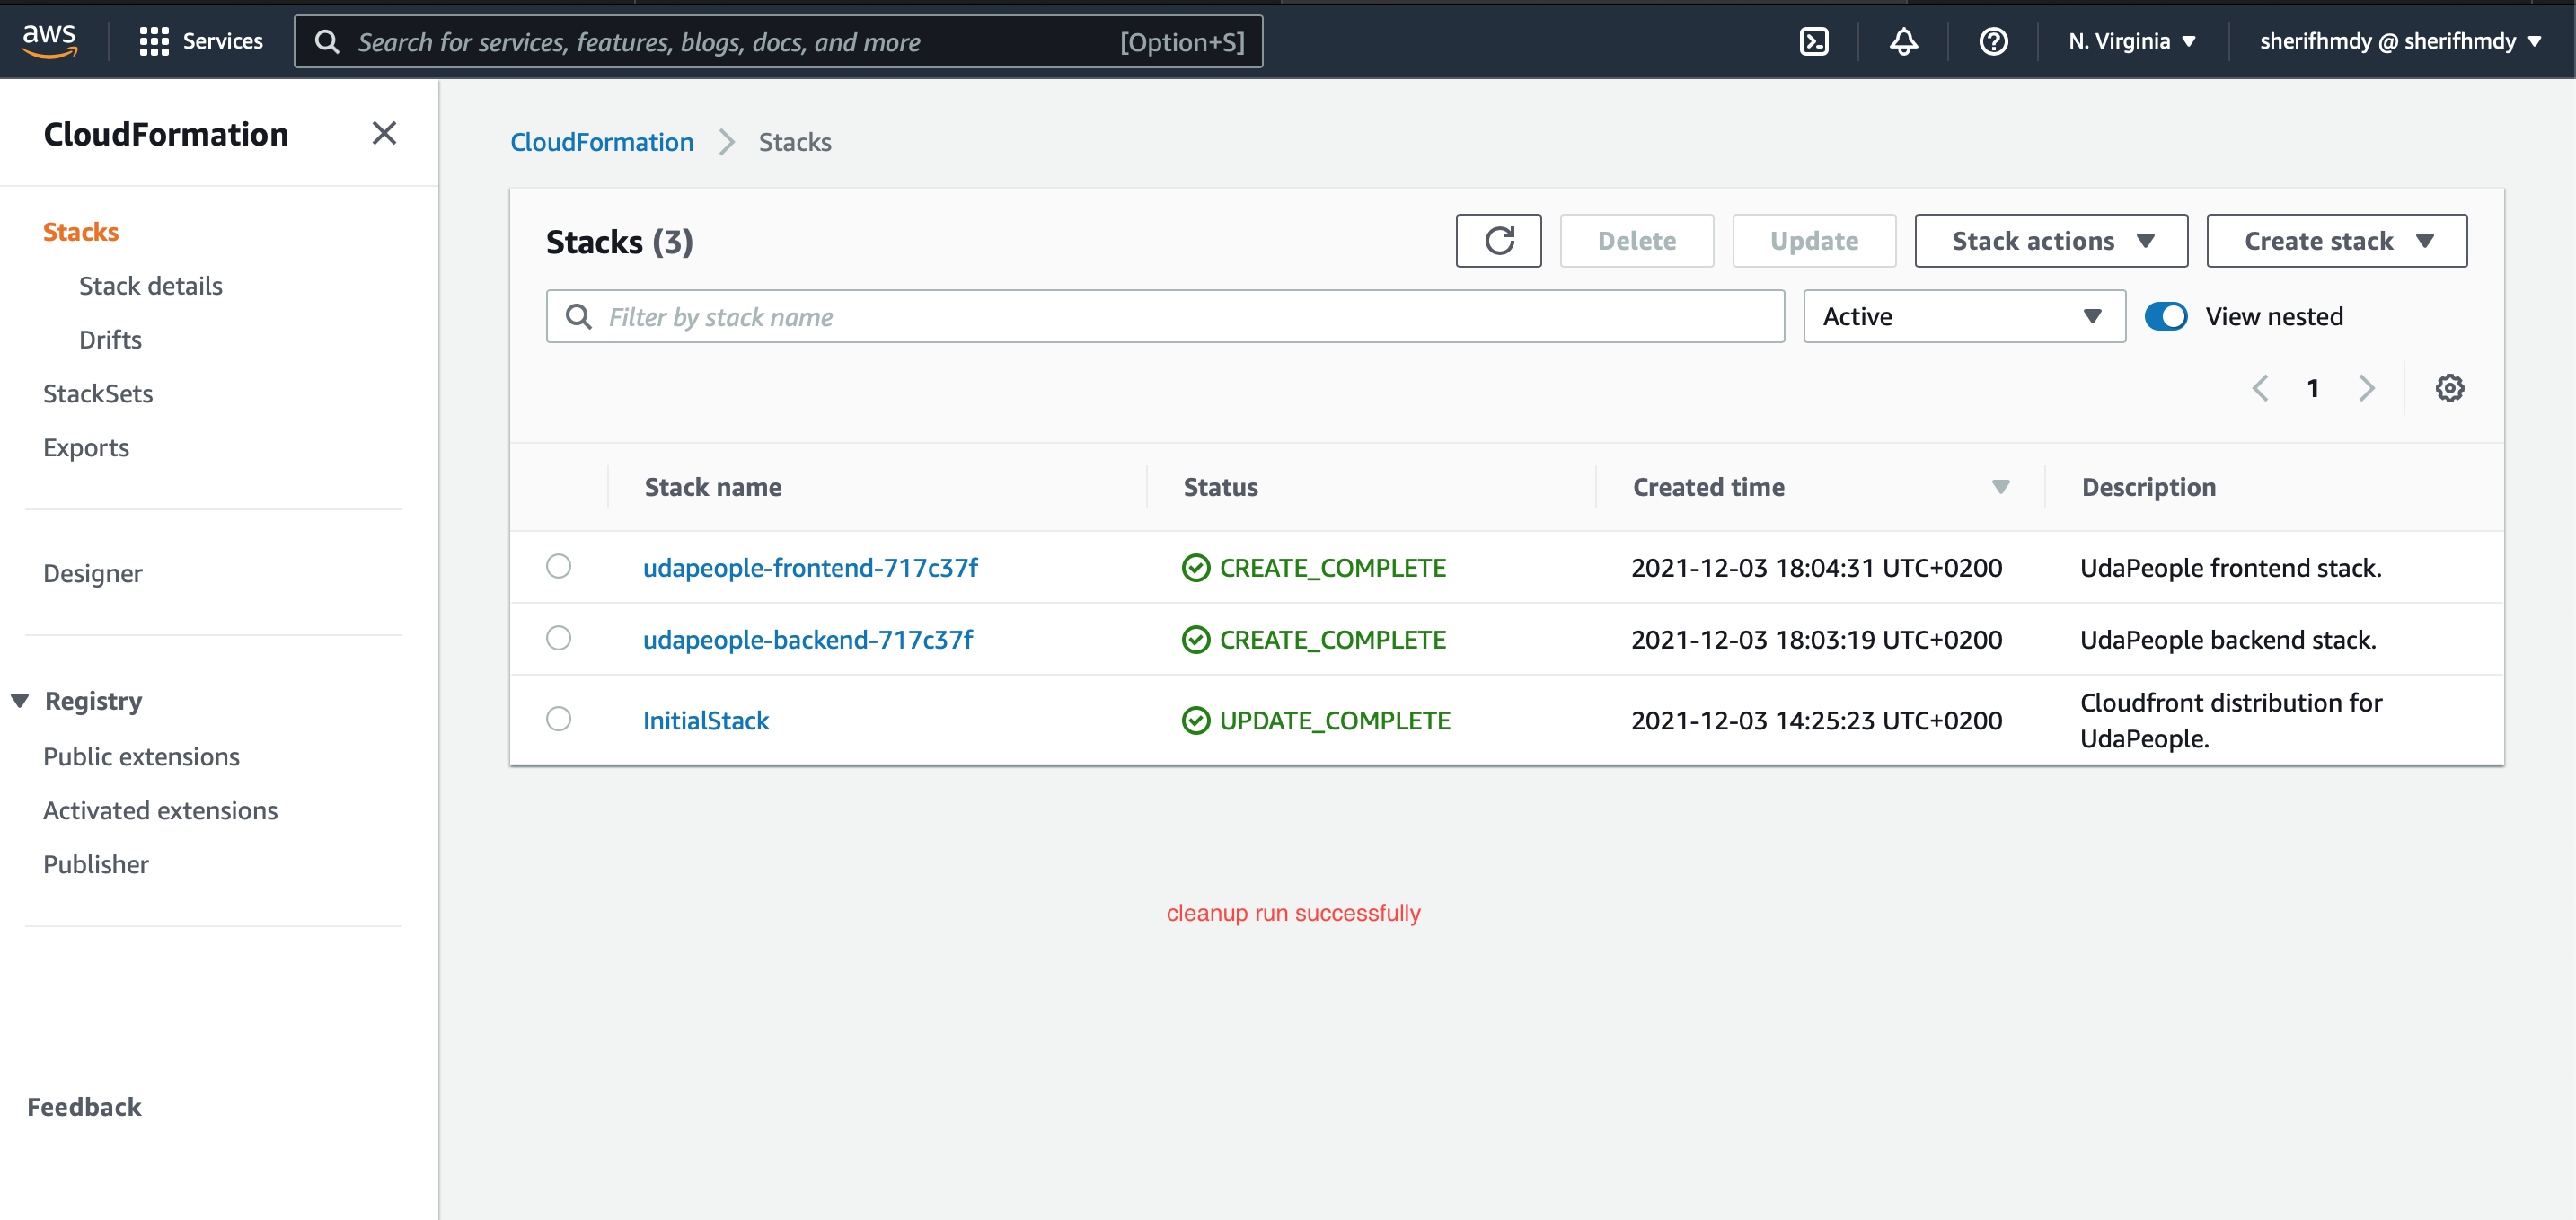 aws
Services
Search for services, features, blogs, docs, and more
[Option+S]
N. Virginia
sherifhmdy @ sherifhmdy
CloudFormation
Stacks
Stack details
Drifts
StackSets
Exports
Designer
Registry
Public extensions
Activated extensions
Publisher
Feedback
CloudFormation
Stacks
Stacks (3)
Delete
Update
Stack actions
Create stack
Filter by stack name
Active
View nested
1
Stack name
Status
Created time
Description
udapeople-frontend-717c37f
CREATE_COMPLETE
2021-12-03 18:04:31 UTC+0200
UdaPeople frontend stack.
udapeople-backend-717c37f
CREATE_COMPLETE
2021-12-03 18:03:19 UTC+0200
UdaPeople backend stack.
InitialStack
UPDATE_COMPLETE
2021-12-03 14:25:23 UTC+0200
Cloudfront distribution for
UdaPeople.
cleanup run successfully